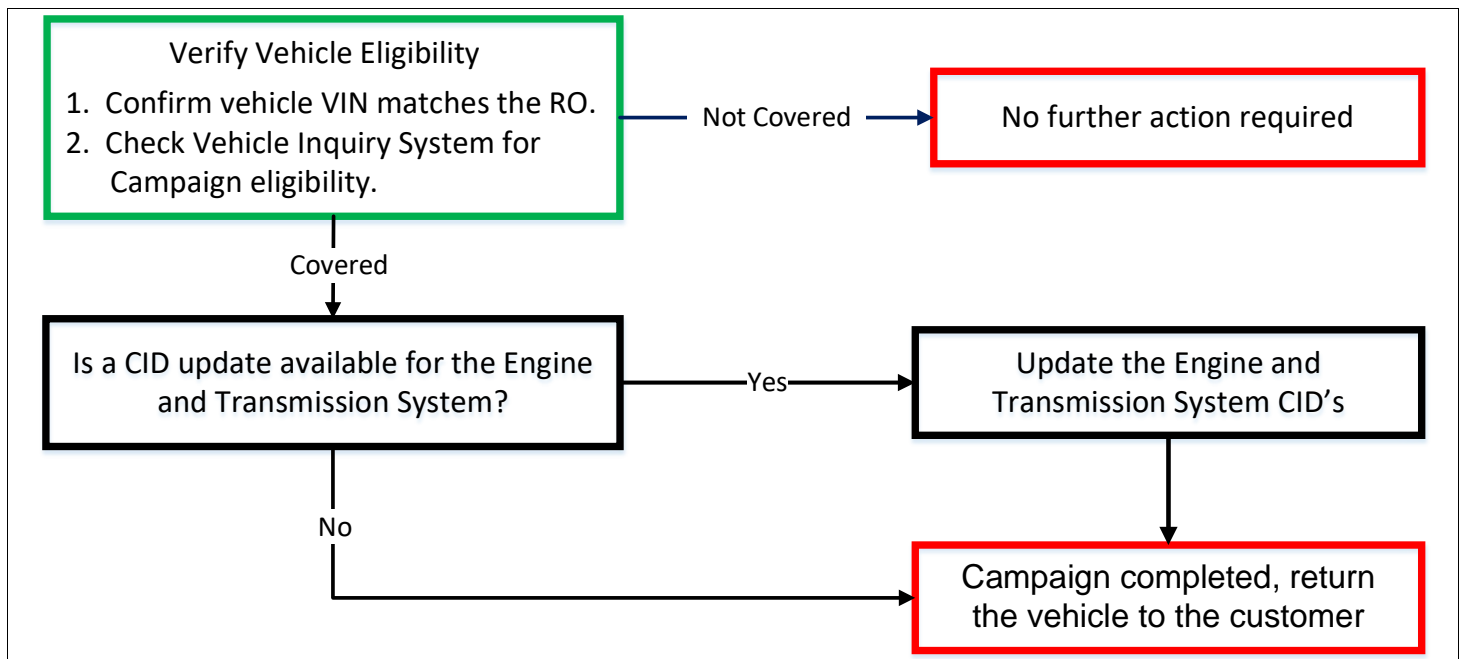 Verify Vehicle Eligibility
1. Confirm vehicle VIN matches the RO.
2. Check Vehicle Inquiry System for
Campaign eligibility.
Not Covered
No further action required
Covered
Is a CID update available for the Engine
and Transmission System?
Yes
Update the Engine and
Transmission System CID’s
No
Campaign completed, return
the vehicle to the customer